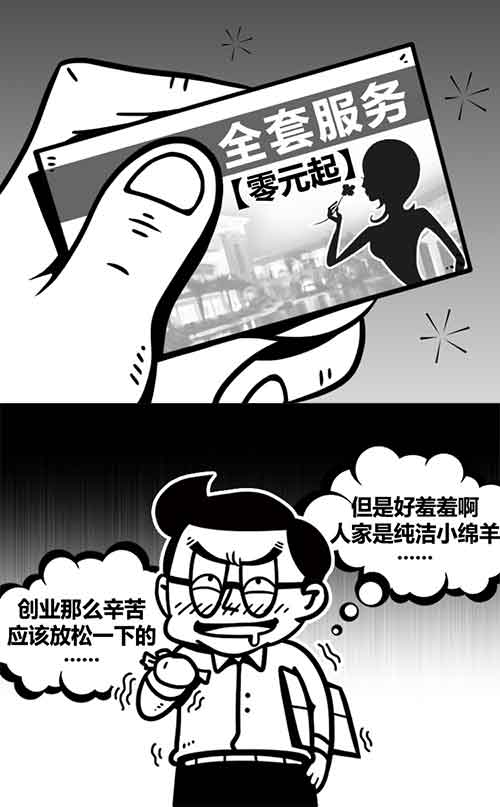 全套服务
【零元起】
但是好羞羞啊
人家是纯洁小绵羊
……
创业那么辛苦
应该放松一下的
……